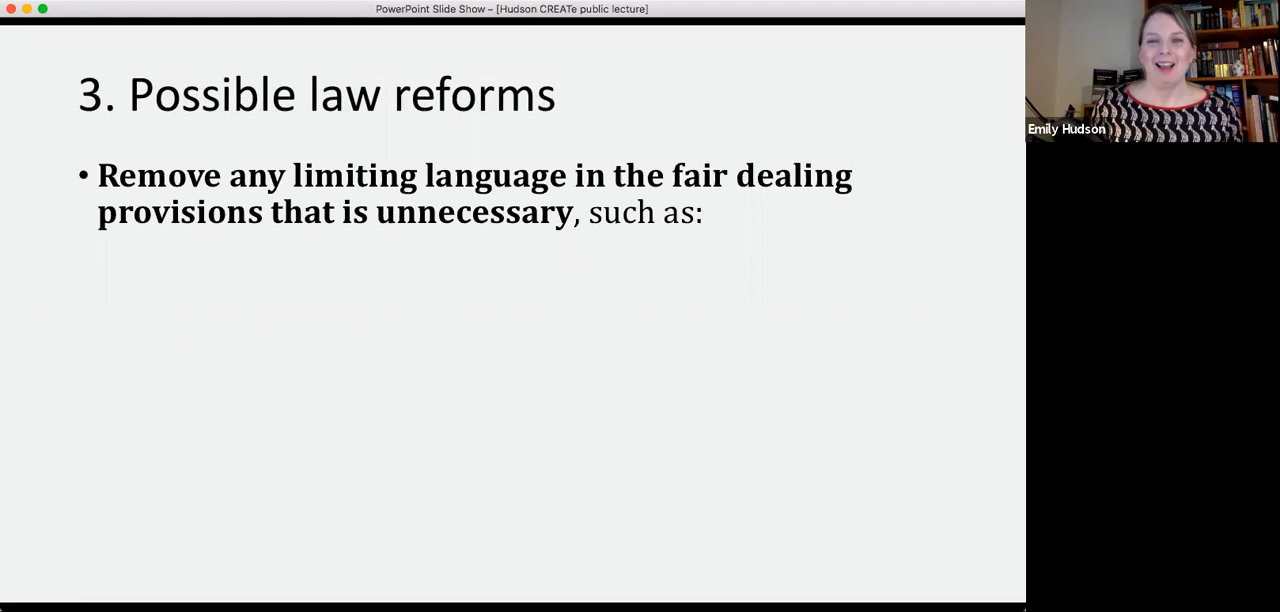 PowerPoint Slide Show – [Hudson CREATe public lecture]
3. Possible law reforms
• Remove any limiting language in the fair dealing
provisions that is unnecessary, such as:
Emily Hudson